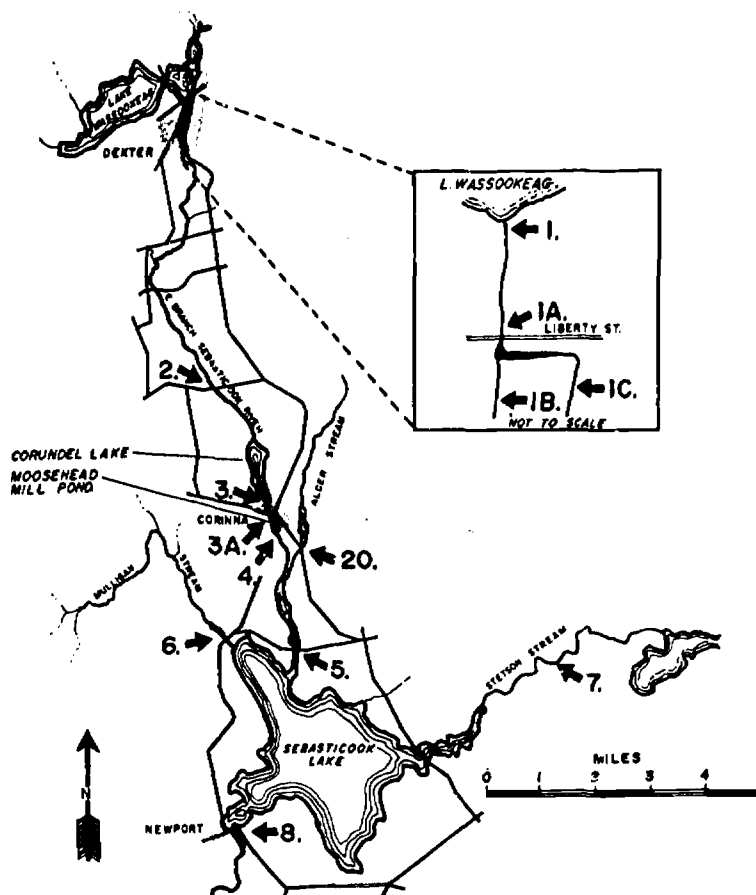 LAKE
WASSOOKEAG
DEXTER
L. WASSOOKEAG
1.
1A.
LIBERTY ST.
1B.
1C.
NOT TO SCALE
E. BRANCH SEBASTICOOK RIVER
2.
ALDER STREAM
CORUNDEL LAKE
MOOSEHEAD
MILL POND
3.
CORINNA
3A.
4.
20.
MULLIGAN STREAM
6.
5.
STETSON STREAM
7.
SEBASTICOOK
LAKE
MILES
0 1 2 3 4
N
NEWPORT
8.